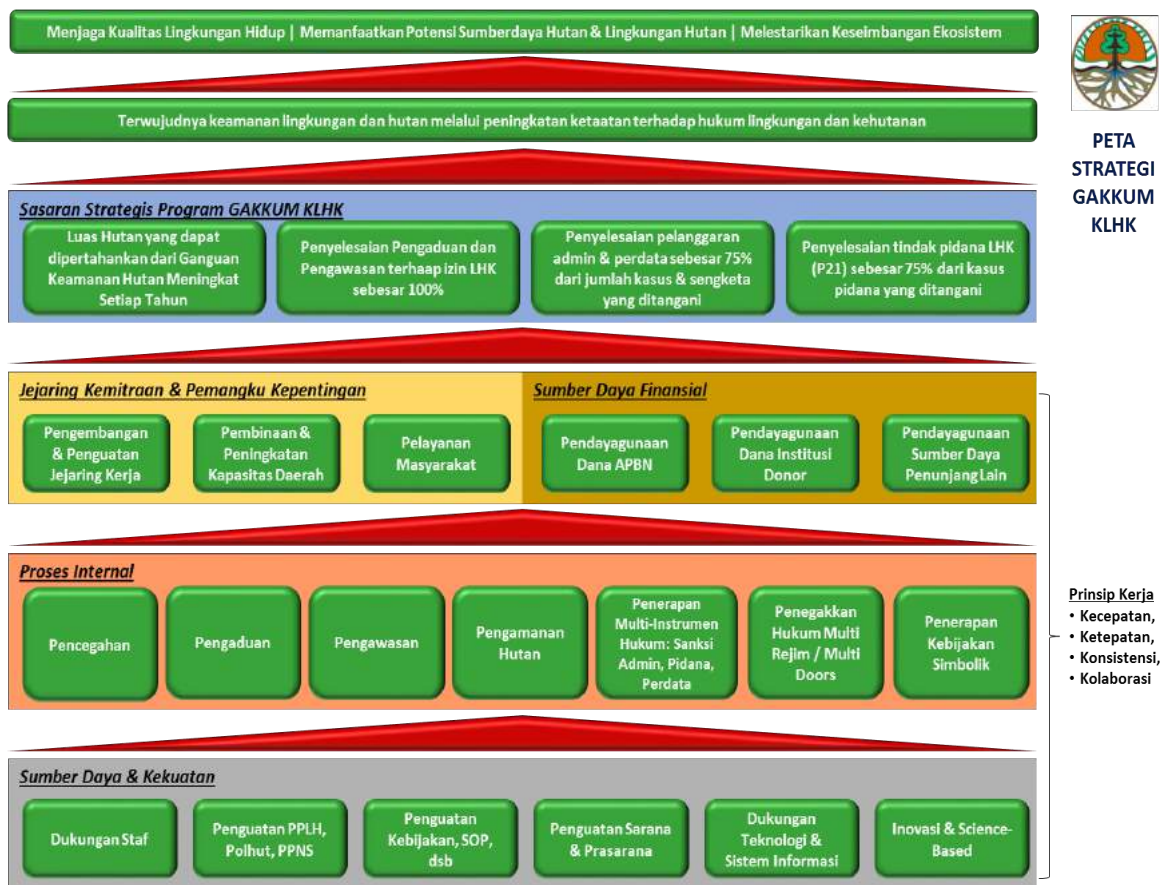 Menjaga Kualitas Lingkungan Hidup | Memanfaatkan Potensi Sumberdaya Hutan & Lingkungan Hutan | Melestarikan Keseimbangan Ekosistem
Terwujudnya keamanan lingkungan dan hutan melalui peningkatan ketaatan terhadap hukum lingkungan dan kehutanan
PETA
STRATEGI
GAKKUM
KLHK
Sasaran Strategis Program GAKKUM KLHK
Luas Hutan yang dapat
dipertahankan dari Ganguan
Keamanan Hutan Meningkat
Setiap Tahun
Penyelesaian Pengaduan dan
Pengawasan terhaap izin LHK
sebesar 100%
Penyelesaian pelanggaran
admin & perdata sebesar 75%
dari jumlah kasus & sengketa
yang ditangani
Penyelesaian tindak pidana LHK
(P21) sebesar 75% dari kasus
pidana yang ditangani
Jejaring Kemitraan & Pemangku Kepentingan
Pengembangan
& Penguatan
Jejaring Kerja
Pembinaan &
Peningkatan
Kapasitas Daerah
Pelayanan
Masyarakat
Sumber Daya Finansial
Pendayagunaan
Dana APBN
Pendayagunaan
Dana Institusi
Donor
Pendayagunaan
Sumber Daya
Penunjang Lain
Proses Internal
Pencegahan
Pengaduan
Pengawasan
Pengamanan
Hutan
Penerapan
Multi-Instrumen
Hukum: Sanksi
Admin, Pidana,
Perdata
Penegakkan
Hukum Multi
Rejim / Multi
Doors
Penerapan
Kebijakan
Simbolik
Prinsip Kerja
• Kecepatan,
• Ketepatan,
• Konsistensi,
• Kolaborasi
Sumber Daya & Kekuatan
Dukungan Staf
Penguatan PPLH,
Polhut, PPNS
Penguatan
Kebijakan, SOP,
dsb
Penguatan Sarana
& Prasarana
Dukungan
Teknologi &
Sistem Informasi
Inovasi & Science-
Based